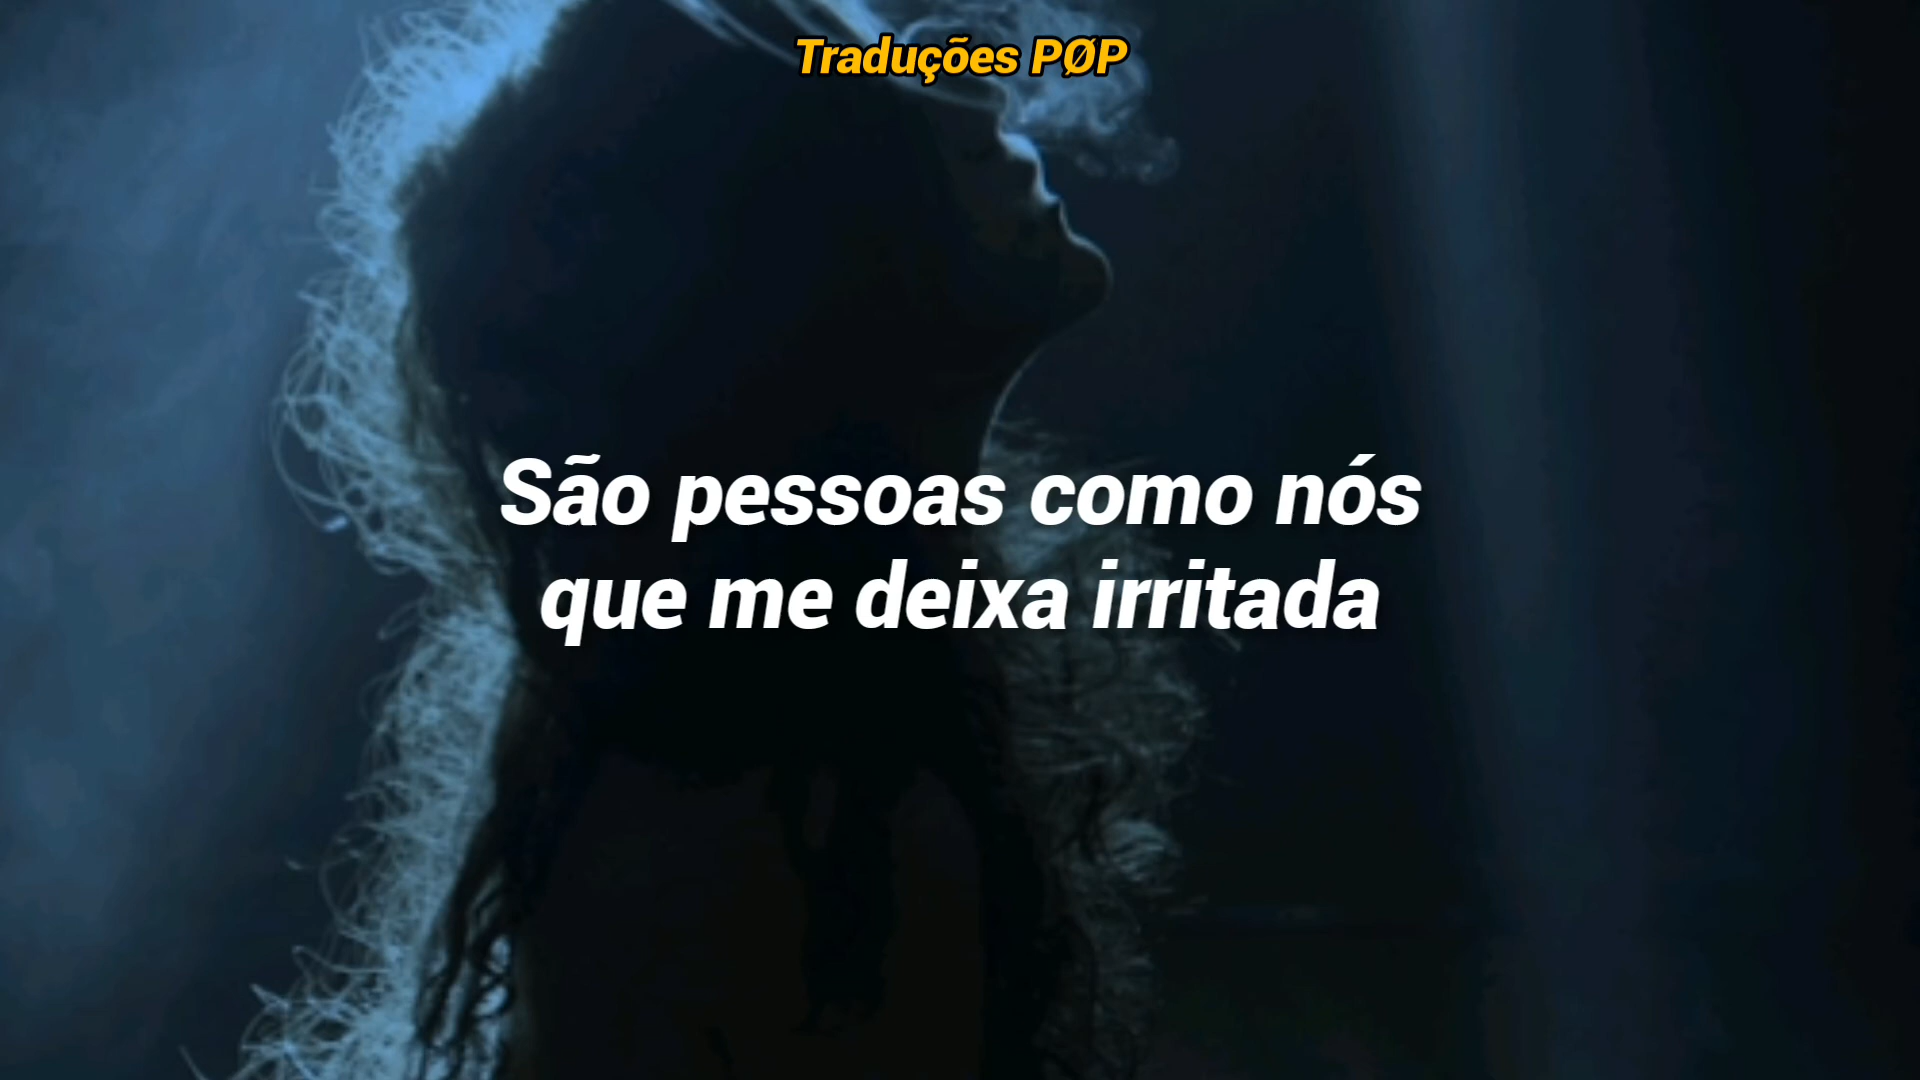 Traduções PØP
São pessoas como nós
que me deixa irritada